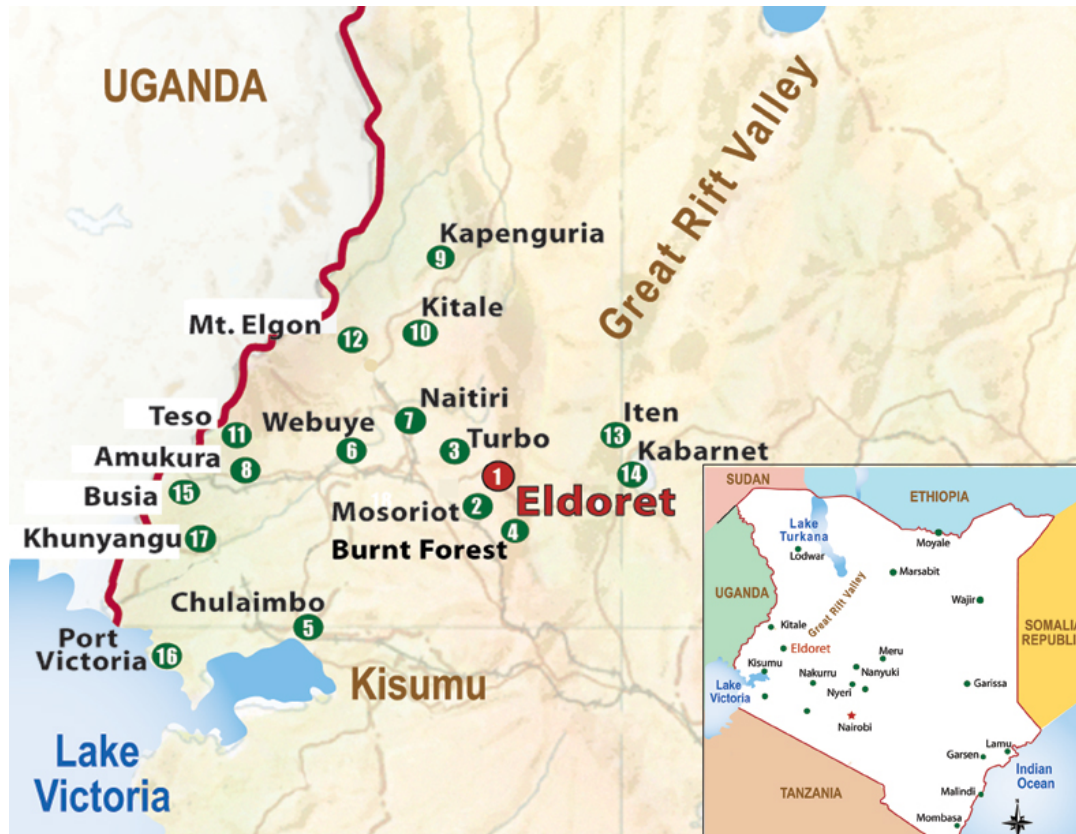 UGANDA
Great Rift Valley
Kapenguria
9
Kitale
10
Mt. Elgon
12
Naitiri
7
Teso
11
Webuye
6
Turbo
3
Iten
13
Amukura
8
Kabarnet
14
1
Eldoret
Busia
15
18
Mosoriot
2
Burnt Forest
4
Khunyangu
17
Chulaimbo
5
Port
Victoria
16
Kisumu
Lake
Victoria
SUDAN
ETHIOPIA
Lake
Turkana
Moyale
Lodwar
Marsabit
UGANDA
Great Rift Valley
Wajir
Kitale
SOMALIA
REPUBLIC
Eldoret
Meru
Kisumu
Nanyuki
Nakurru
Nyeri
Garissa
Lake
Victoria
Nairobi
Lamu
Garsen
Indian
Ocean
TANZANIA
Malindi
Mombasa
N